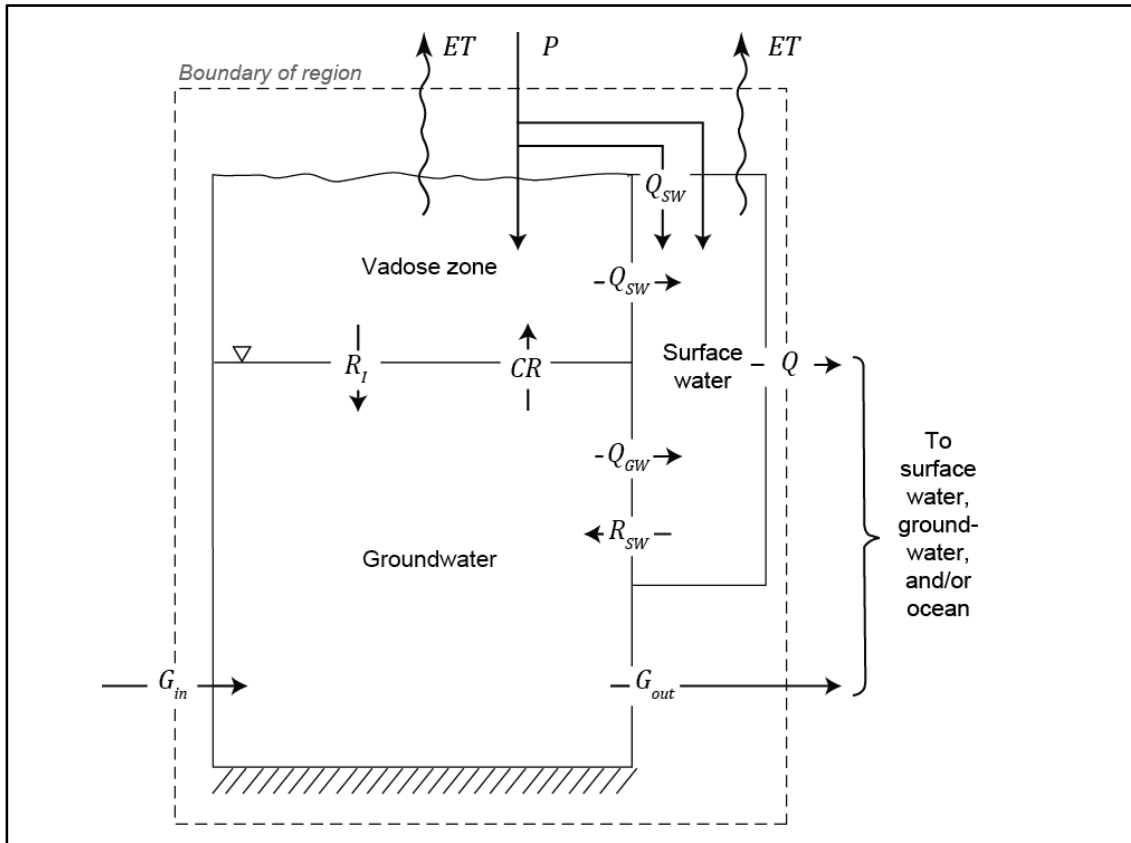 ET
P
ET
Boundary of region
Q_SW
Vadose zone
Q_SW
R_I
CR
Surface
water
Q
Q_GW
To
surface
water,
ground-
water,
and/or
ocean
R_SW
Groundwater
G_in
G_out